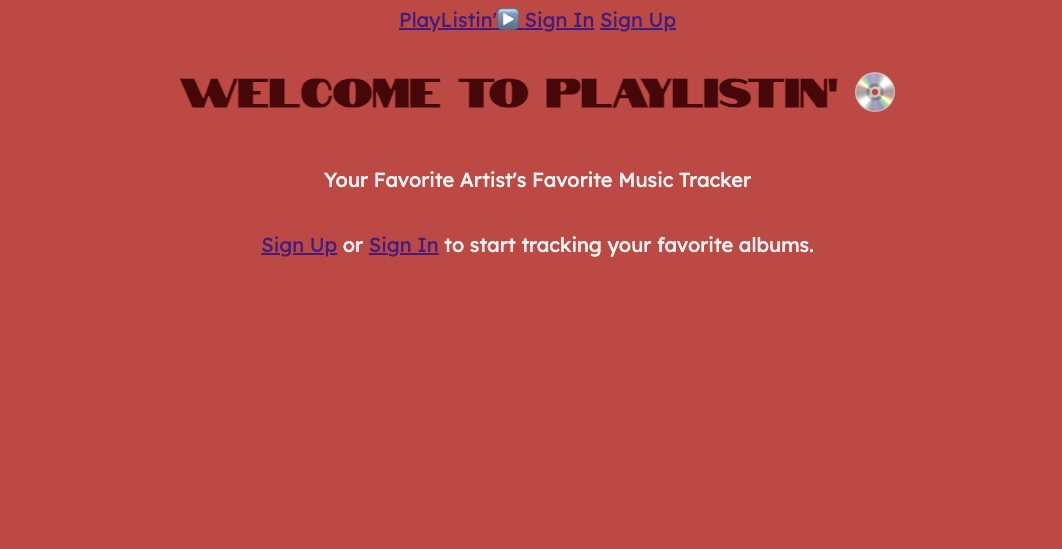 PlayListin'▶️ Sign In Sign Up
WELCOME TO PLAYLISTIN' 💿
Your Favorite Artist's Favorite Music Tracker
Sign Up or Sign In to start tracking your favorite albums.